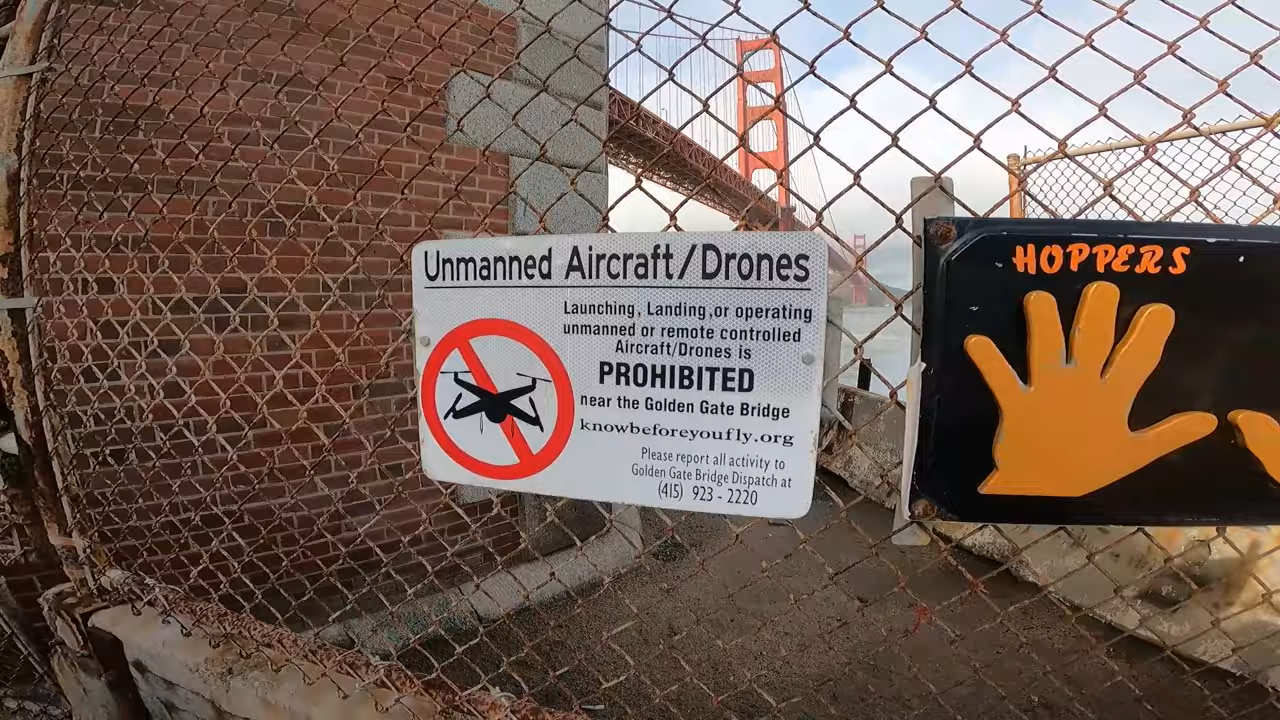 Unmanned Aircraft/Drones
Launching, Landing,or operating
unmanned or remote controlled
Aircraft/Drones is
PROHIBITED
near the Golden Gate Bridge
knowbeforeyoufly.org
Please report all activity to
Golden Gate Bridge Dispatch at
(415) 923 - 2220
HOPPERS